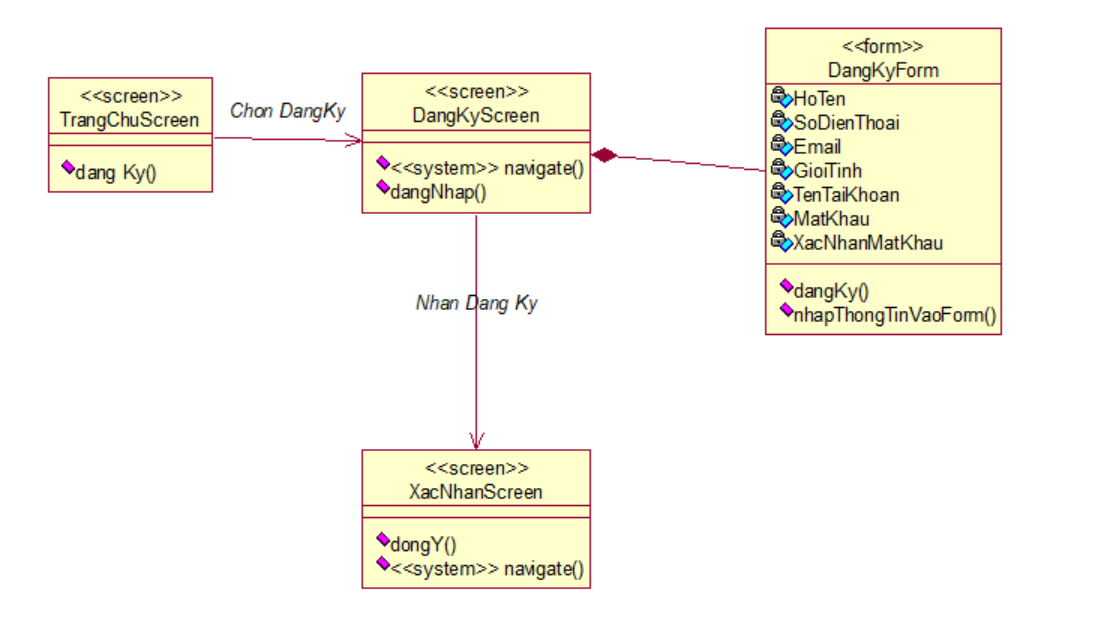 <<screen>>
TrangChuScreen
dang Ky()
Chon DangKy
<<screen>>
DangKyScreen
<<system>> navigate()
dangNhap()
<<form>>
DangKyForm
HoTen
SoDienThoai
Email
GioiTinh
TenTaiKhoan
MatKhau
XacNhanMatKhau
dangKy()
nhapThongTinVaoForm()
Nhan Dang Ky
<<screen>>
XacNhanScreen
dongY()
<<system>> navigate()